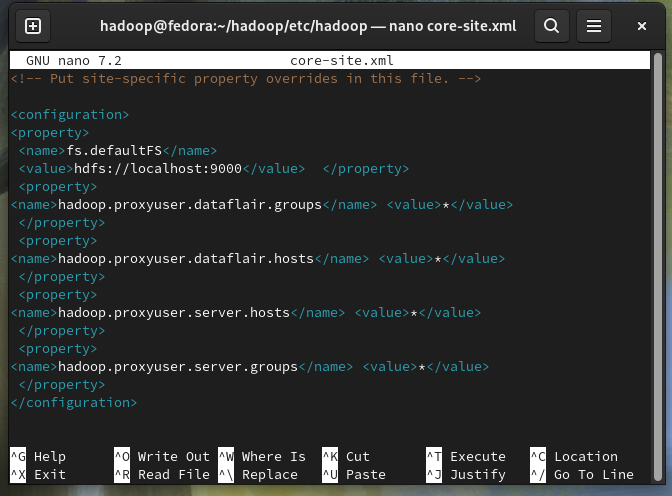 hadoop@fedora:~/hadoop/etc/hadoop — nano core-site.xml
GNU nano 7.2 core-site.xml
<!-- Put site-specific property overrides in this file. -->
<configuration>
<property>
<name>fs.defaultFS</name>
<value>hdfs://localhost:9000</value> </property>
<property>
<name>hadoop.proxyuser.dataflair.groups</name> <value>*</value>
</property>
<property>
<name>hadoop.proxyuser.dataflair.hosts</name> <value>*</value>
</property>
<property>
<name>hadoop.proxyuser.server.hosts</name> <value>*</value>
</property>
<property>
<name>hadoop.proxyuser.server.groups</name> <value>*</value>
</property>
</configuration>
^G Help ^O Write Out ^W Where Is ^K Cut ^T Execute ^C Location
^X Exit ^R Read File ^\ Replace ^U Paste ^J Justify ^/ Go To Line